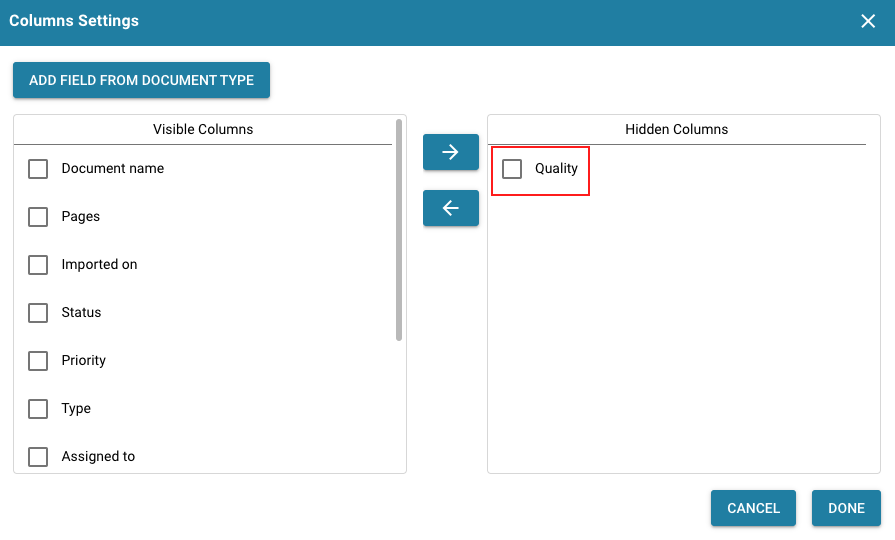 Columns Settings
ADD FIELD FROM DOCUMENT TYPE
Visible Columns
Document name
Pages
Imported on
Status
Priority
Type
Assigned to
Hidden Columns
Quality
CANCEL
DONE